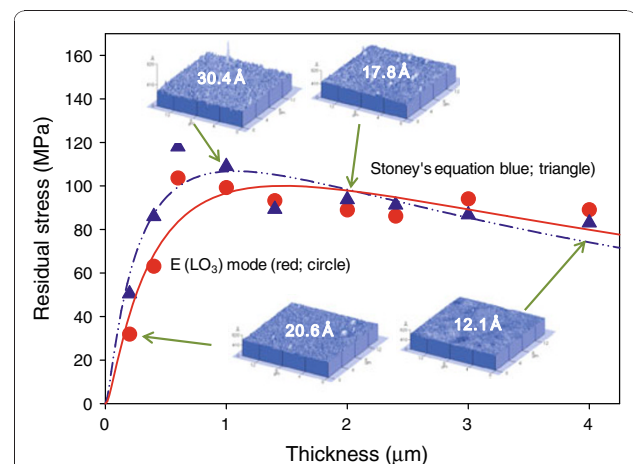 160
140
120
100
80
60
40
20
0
Residual stress (MPa)
30.4 Å
17.8 Å
Stoney's equation blue; triangle)
E (LO₃) mode (red; circle)
20.6 Å
12.1 Å
0 1 2 3 4
Thickness (μm)